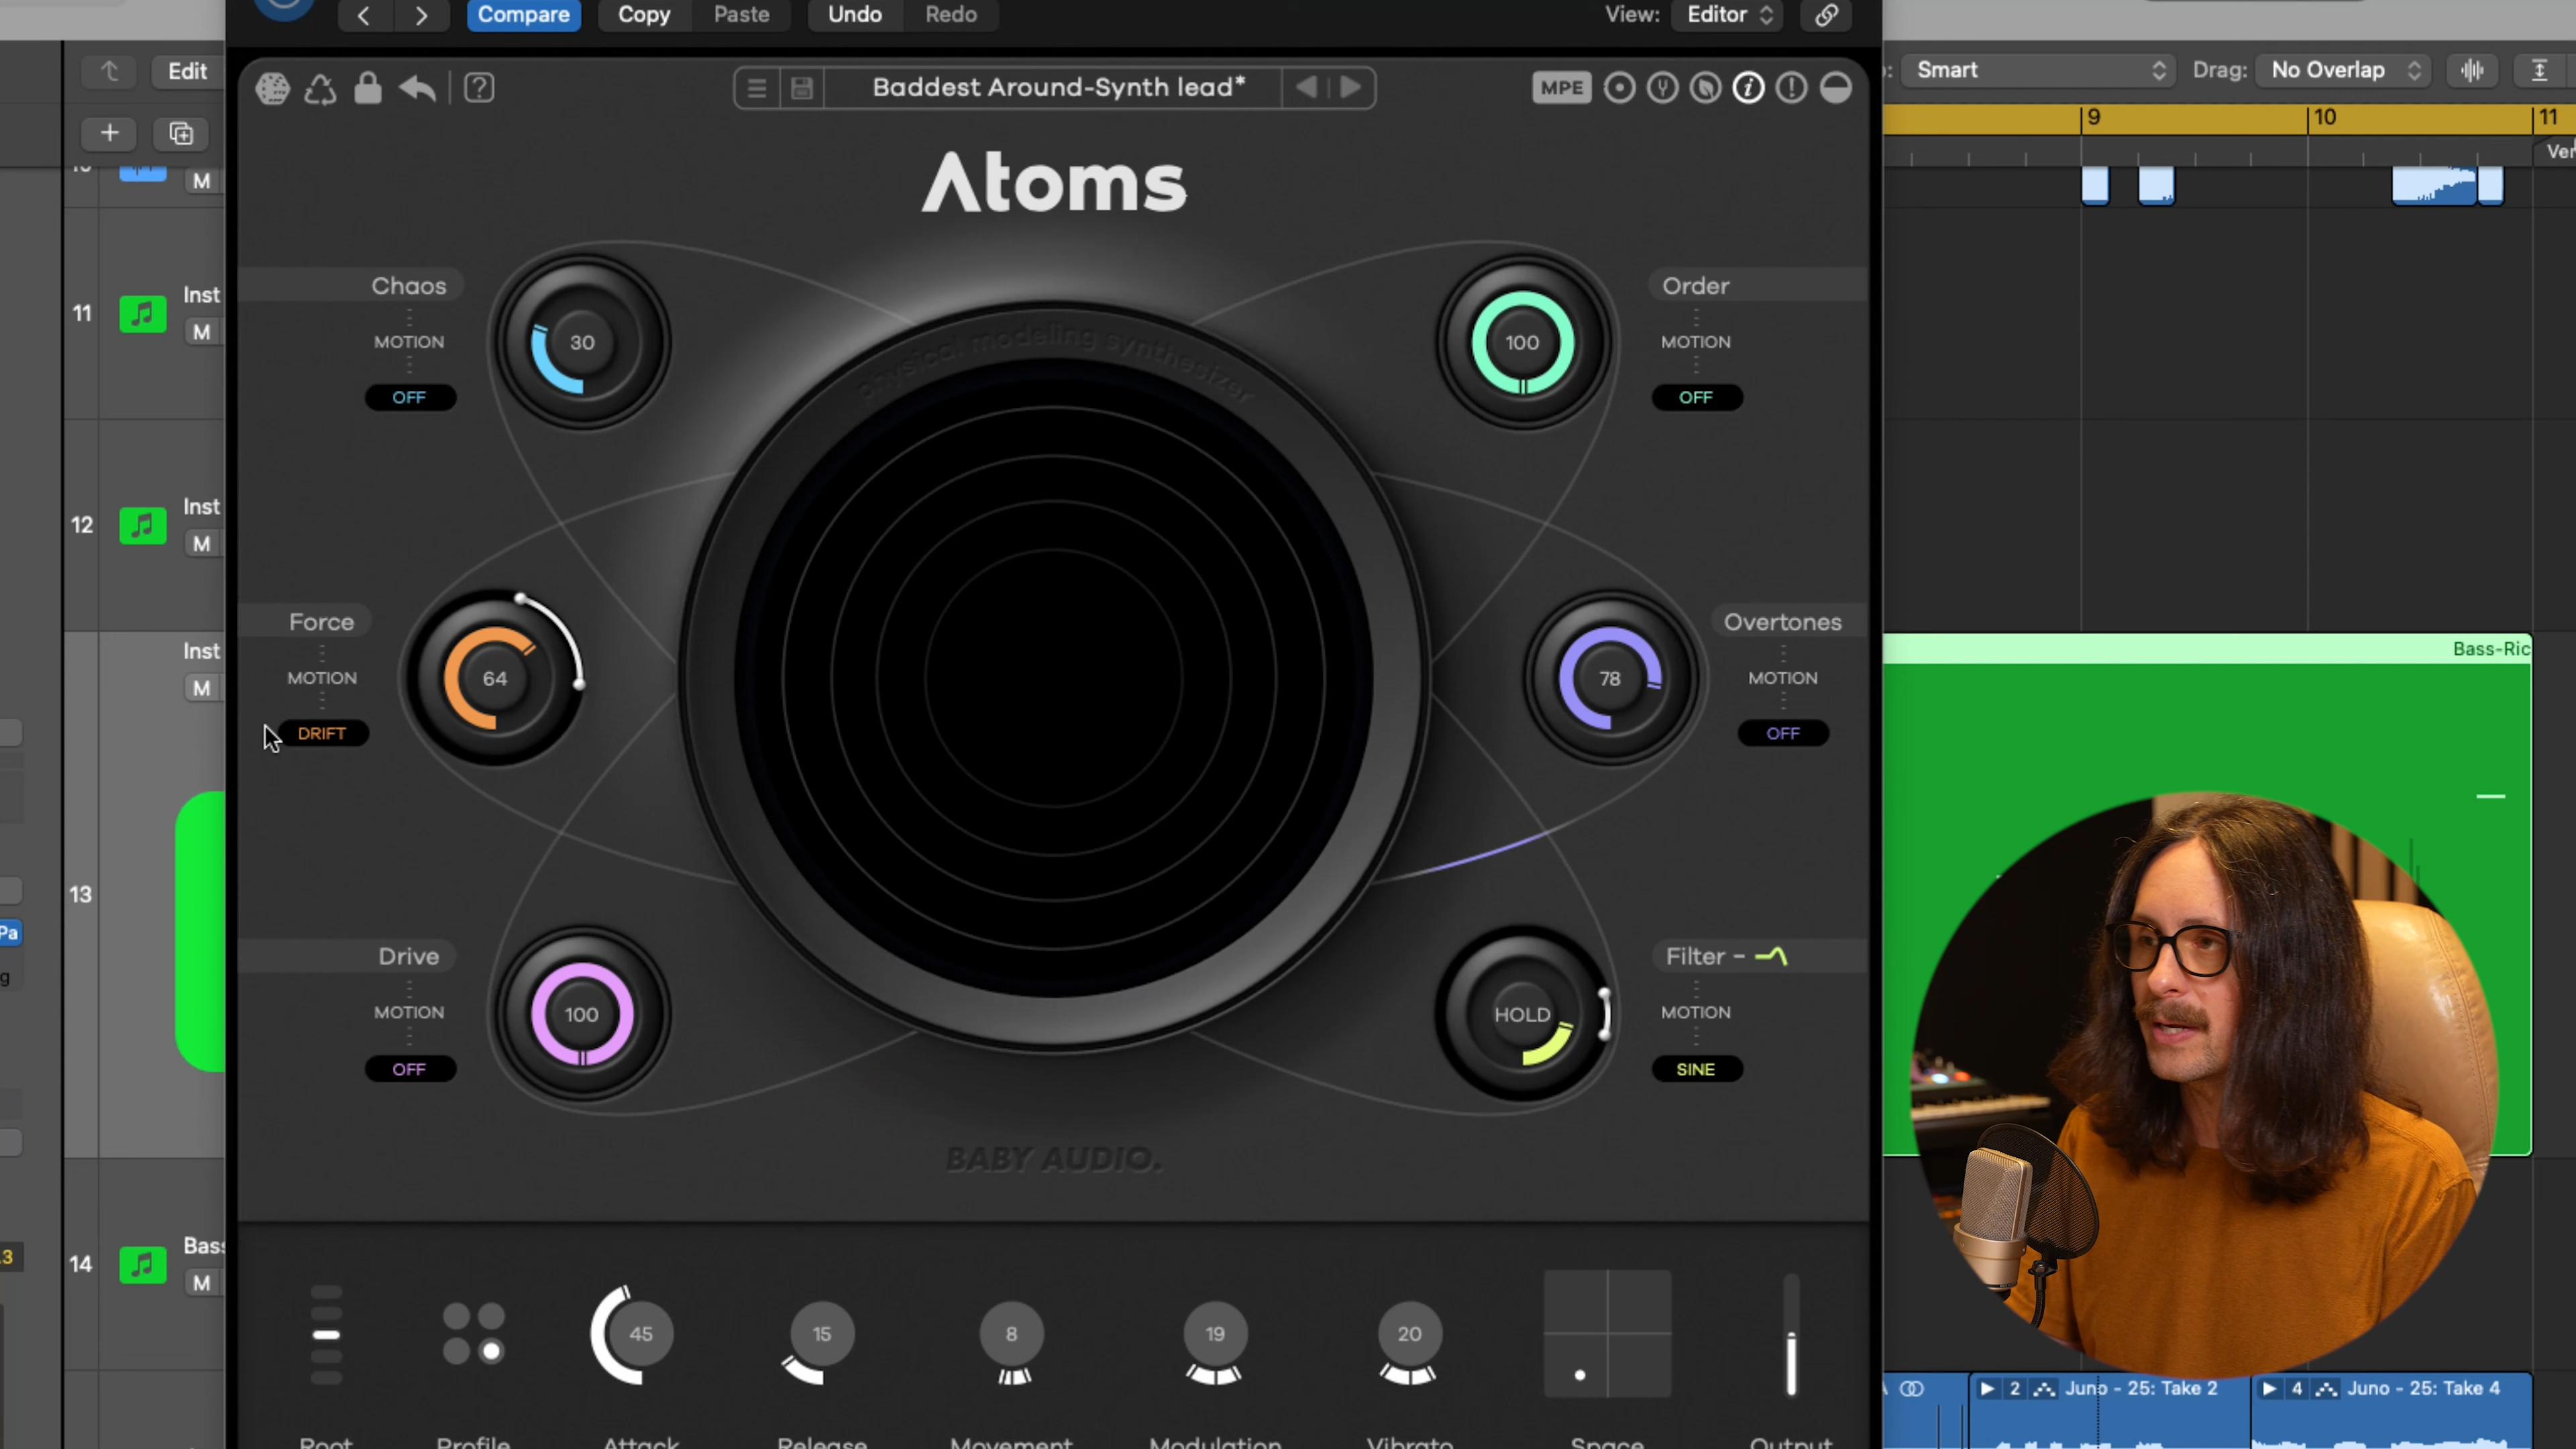 Compare
Copy
Paste
Undo
Redo
View:
Editor
Edit
Baddest Around-Synth lead*
MPE
Smart
Drag:
No Overlap
9
10
11
Atoms
physical modeling synthesizer
M
Chaos
MOTION
OFF
30
Order
MOTION
OFF
100
11
Inst
M
12
Inst
M
Force
MOTION
DRIFT
64
Overtones
MOTION
OFF
78
Inst
M
13
Bass-Ric
Drive
MOTION
OFF
100
Filter
MOTION
SINE
HOLD
Pa
g
BABY AUDIO.
14
Bass
M
.3
45
15
8
19
20
Root
Profile
Attack
Release
Movement
Modulation
Vibrato
Space
Output
2
Juno - 25: Take 2
4
Juno - 25: Take 4